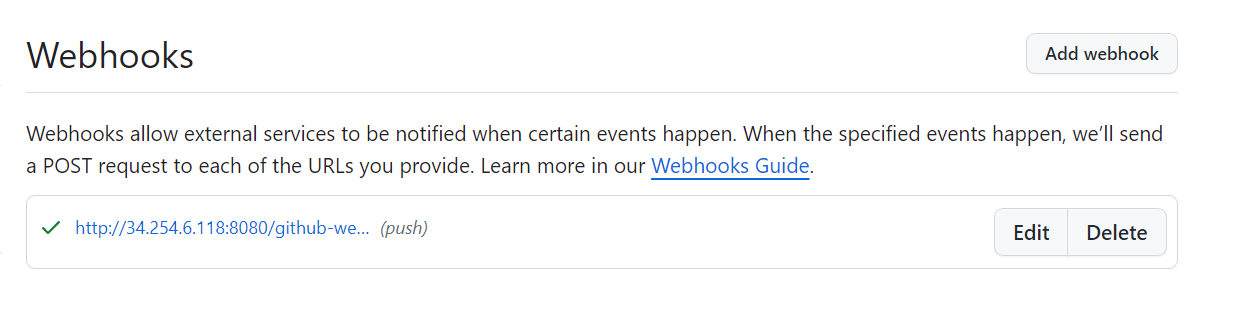 Webhooks
Add webhook
Webhooks allow external services to be notified when certain events happen. When the specified events happen, we’ll send
a POST request to each of the URLs you provide. Learn more in our Webhooks Guide.
http://34.254.6.118:8080/github-we... (push)
Edit
Delete